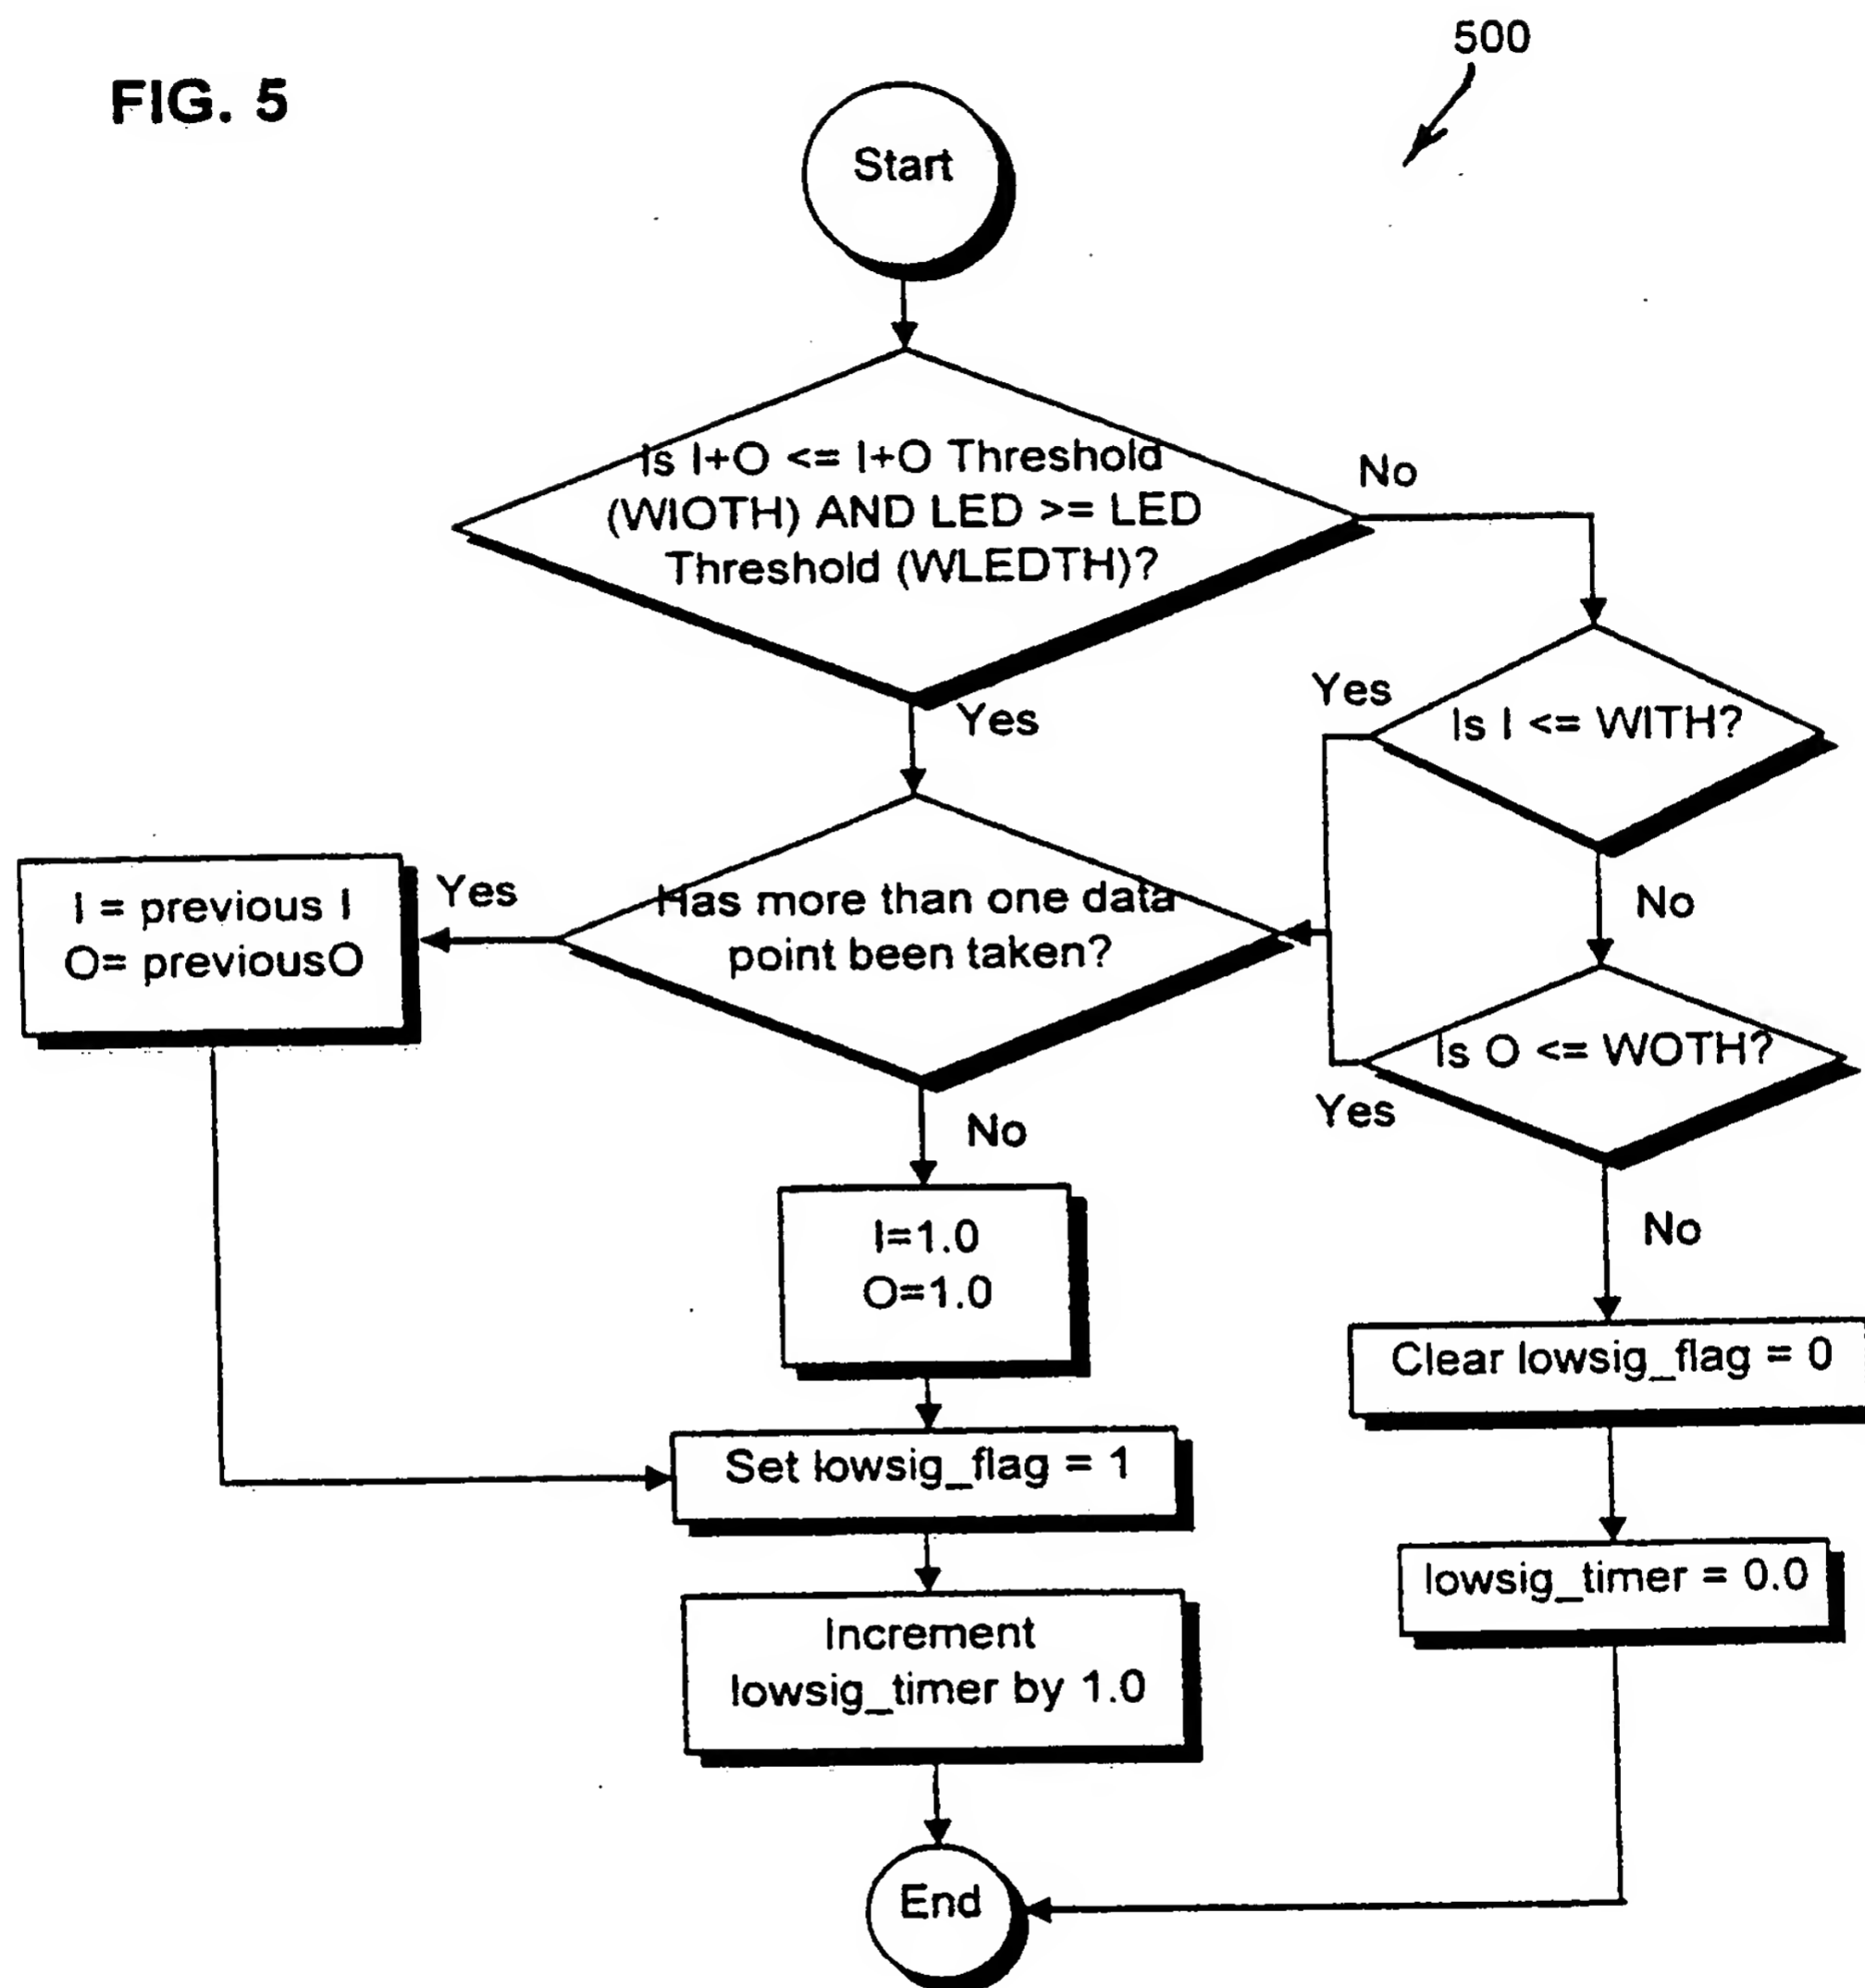 500
FIG. 5
Start
Is I+O <= I+O Threshold
(WIOTH) AND LED >= LED
Threshold (WLEDTH)?
No
Yes
Yes
Is I <= WITH?
I = previous I
O= previousO
Yes
Has more than one data
point been taken?
No
Is O <= WOTH?
Yes
No
No
I=1.0
O=1.0
Clear lowsig_flag = 0
Set lowsig_flag = 1
lowsig_timer = 0.0
Increment
lowsig_timer by 1.0
End